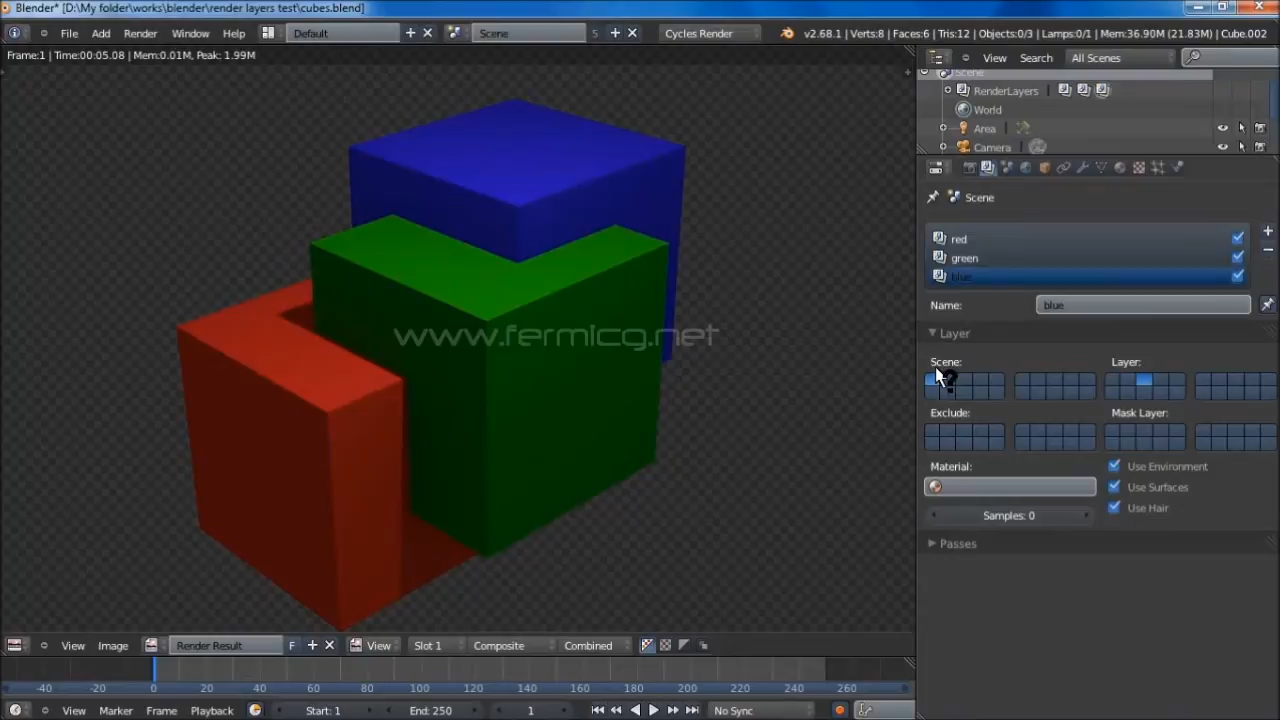 Blender* [D:\My folder\works\blender\render layers test\cubes.blend]
File Add Render Window Help Default Scene 5 Cycles Render v2.68.1 | Verts:8 | Faces:6 | Tris:12 | Objects:0/3 | Lamps:0/1 | Mem:36.90M (21.83M) | Cube.002
Frame:1 | Time:00:05.08 | Mem:0.01M, Peak: 1.99M
View Search All Scenes
Scene
RenderLayers
World
Area
Camera
Scene
red
green
blue
Name: blue
Layer
Scene: Layer:
Exclude: Mask Layer:
Material:
Use Environment
Use Surfaces
Samples: 0
Use Hair
Passes
www.fermicg.net
View Image Render Result F View Slot 1 Composite Combined
-40 -20 0 20 40 60 80 100 120 140 160 180 200 220 240 260
View Marker Frame Playback Start: 1 End: 250 1 No Sync